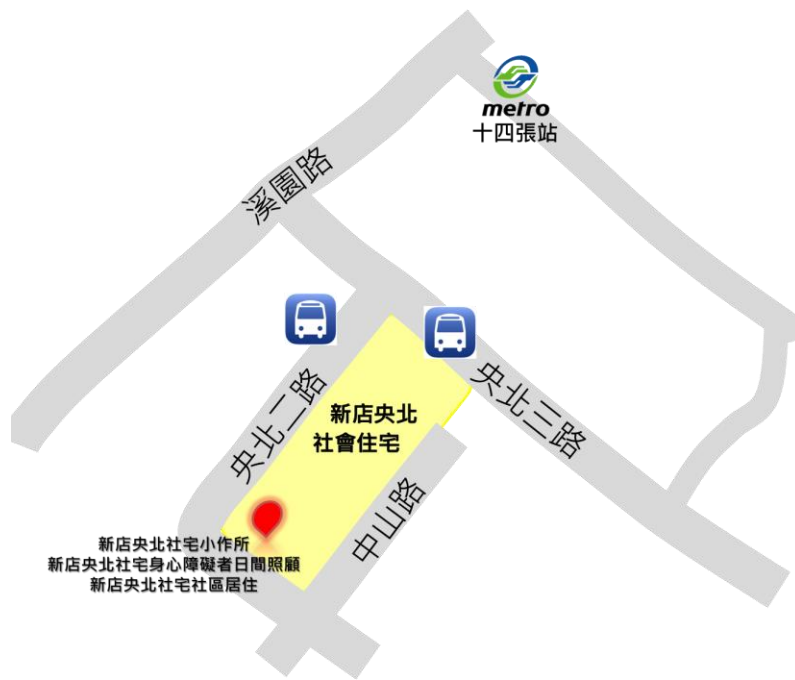 metro
十四張站
溪園路
央北二路
新店央北
社會住宅
央北三路
中山路
新店央北社宅小作所
新店央北社宅身心障礙者日間照顧
新店央北社宅社區居住